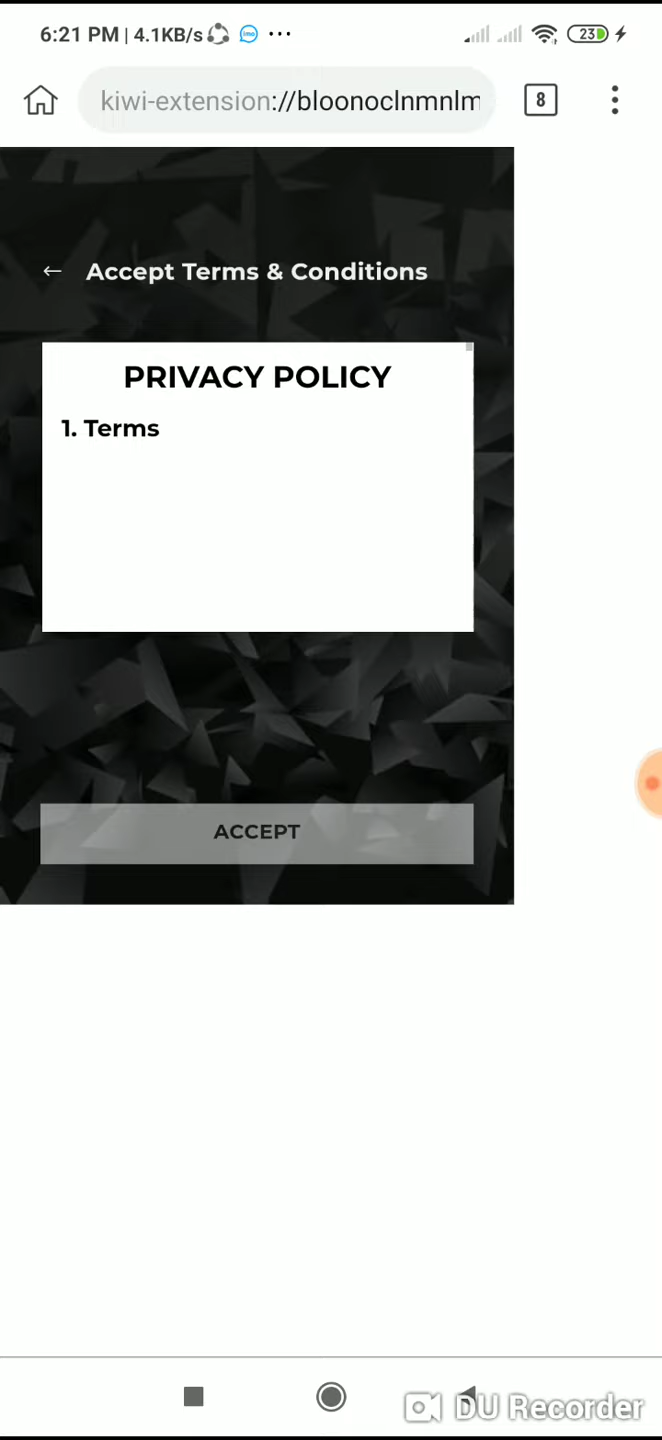 6:21 PM | 4.1KB/s
imo
23
kiwi-extension://bloonoclnmnlm
8
← Accept Terms & Conditions
PRIVACY POLICY
1. Terms
ACCEPT
DU Recorder